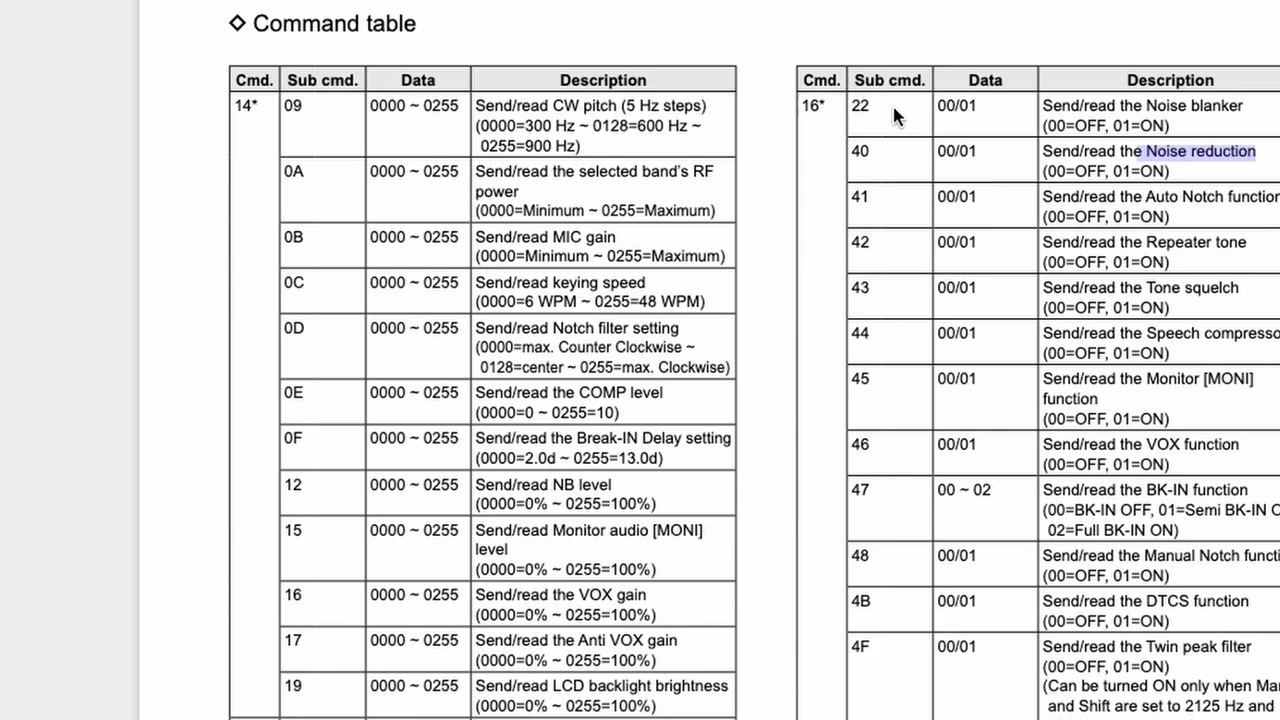 ◇ Command table
Cmd. Sub cmd. Data Description
14* 09 0000 ~ 0255 Send/read CW pitch (5 Hz steps)
(0000=300 Hz ~ 0128=600 Hz ~
0255=900 Hz)
0A 0000 ~ 0255 Send/read the selected band's RF
power
(0000=Minimum ~ 0255=Maximum)
0B 0000 ~ 0255 Send/read MIC gain
(0000=Minimum ~ 0255=Maximum)
0C 0000 ~ 0255 Send/read keying speed
(0000=6 WPM ~ 0255=48 WPM)
0D 0000 ~ 0255 Send/read Notch filter setting
(0000=max. Counter Clockwise ~
0128=center ~ 0255=max. Clockwise)
0E 0000 ~ 0255 Send/read the COMP level
(0000=0 ~ 0255=10)
0F 0000 ~ 0255 Send/read the Break-IN Delay setting
(0000=2.0d ~ 0255=13.0d)
12 0000 ~ 0255 Send/read NB level
(0000=0% ~ 0255=100%)
15 0000 ~ 0255 Send/read Monitor audio [MONI]
level
(0000=0% ~ 0255=100%)
16 0000 ~ 0255 Send/read the VOX gain
(0000=0% ~ 0255=100%)
17 0000 ~ 0255 Send/read the Anti VOX gain
(0000=0% ~ 0255=100%)
19 0000 ~ 0255 Send/read LCD backlight brightness
(0000=0% ~ 0255=100%)
Cmd. Sub cmd. Data Description
16* 22 00/01 Send/read the Noise blanker
(00=OFF, 01=ON)
40 00/01 Send/read the Noise reduction
(00=OFF, 01=ON)
41 00/01 Send/read the Auto Notch function
(00=OFF, 01=ON)
42 00/01 Send/read the Repeater tone
(00=OFF, 01=ON)
43 00/01 Send/read the Tone squelch
(00=OFF, 01=ON)
44 00/01 Send/read the Speech compresso
(00=OFF, 01=ON)
45 00/01 Send/read the Monitor [MONI]
function
(00=OFF, 01=ON)
46 00/01 Send/read the VOX function
(00=OFF, 01=ON)
47 00 ~ 02 Send/read the BK-IN function
(00=BK-IN OFF, 01=Semi BK-IN O
02=Full BK-IN ON)
48 00/01 Send/read the Manual Notch functi
(00=OFF, 01=ON)
4B 00/01 Send/read the DTCS function
(00=OFF, 01=ON)
4F 00/01 Send/read the Twin peak filter
(00=OFF, 01=ON)
(Can be turned ON only when Ma
and Shift are set to 2125 Hz and